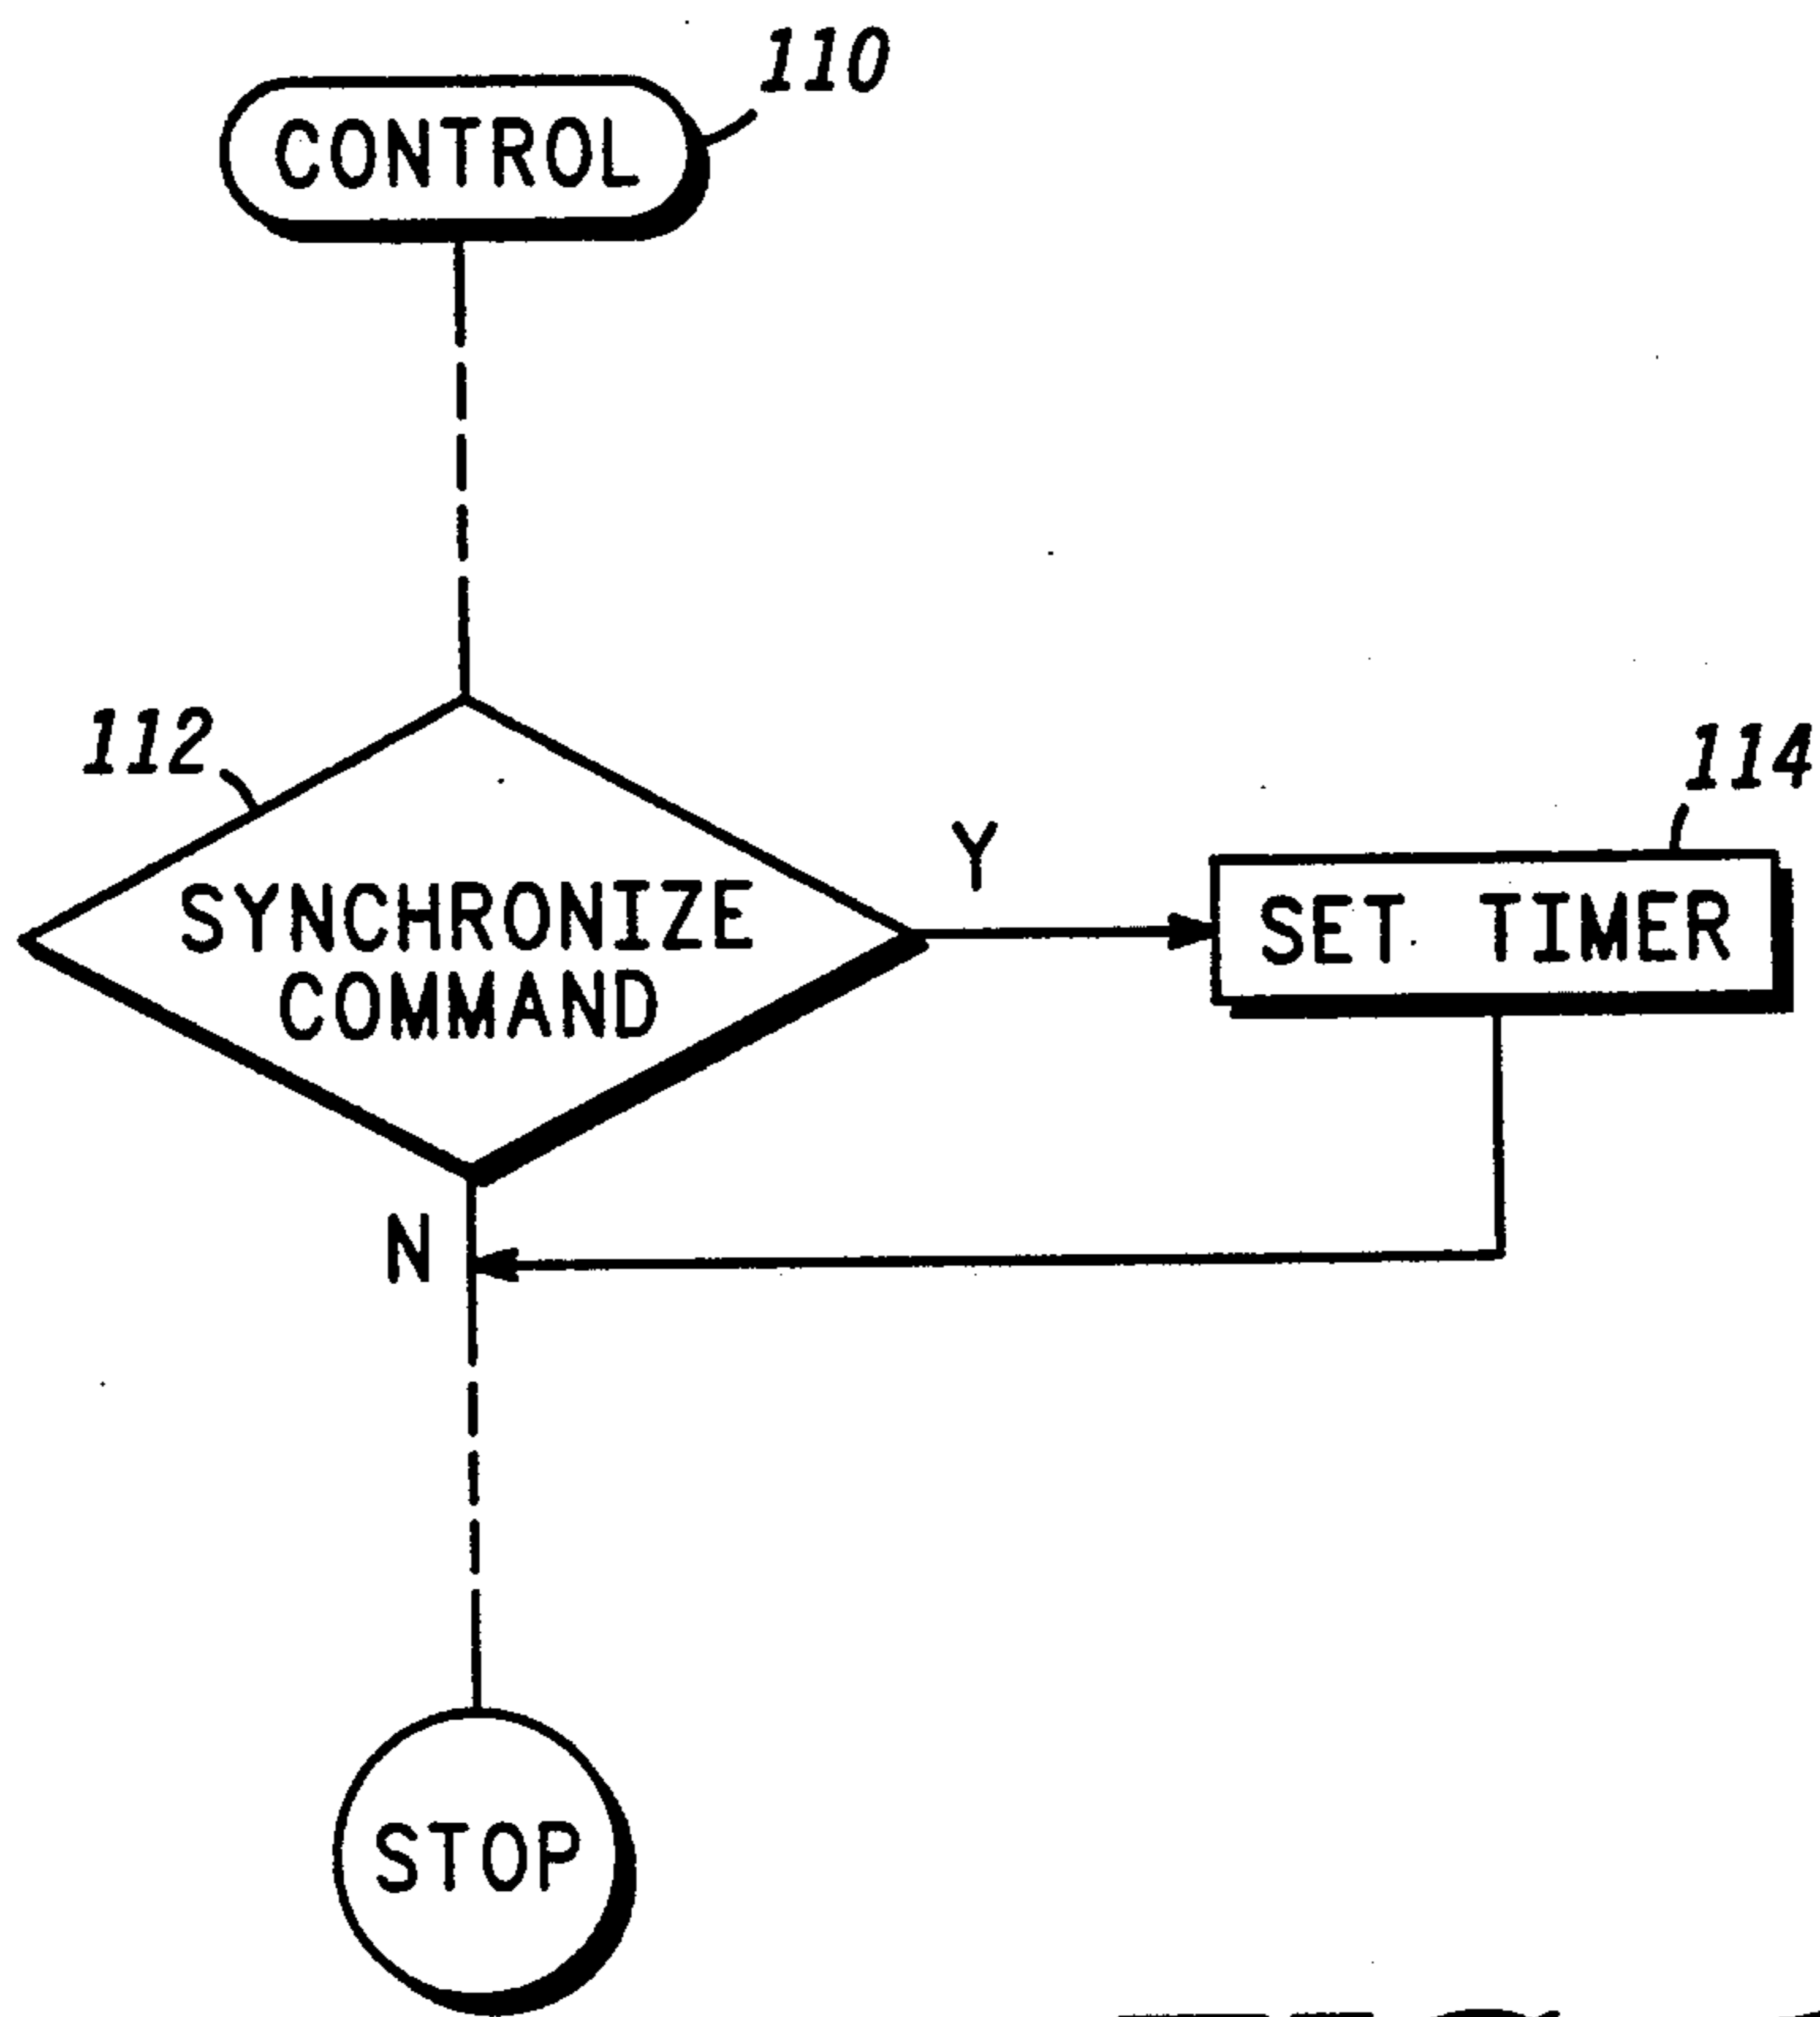 110
CONTROL
112
114
Y
SYNCHRONIZE
COMMAND
SET TIMER
N
STOP